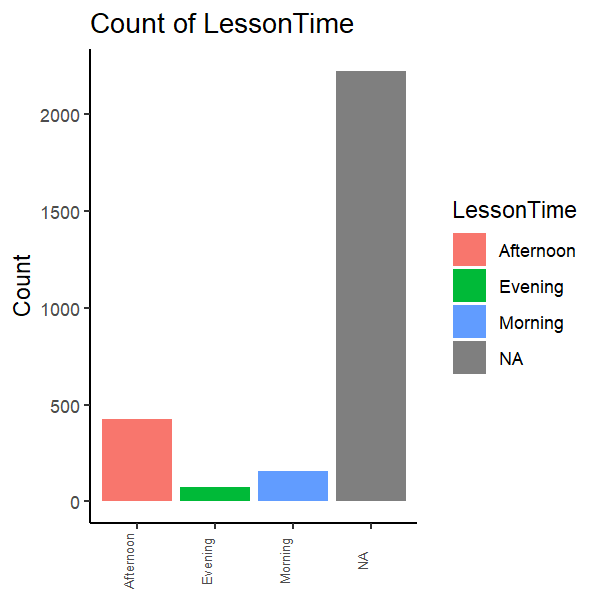 Count of LessonTime
Count
2000
1500
1000
500
0
Afternoon
Evening
Morning
NA
LessonTime
Afternoon
Evening
Morning
NA